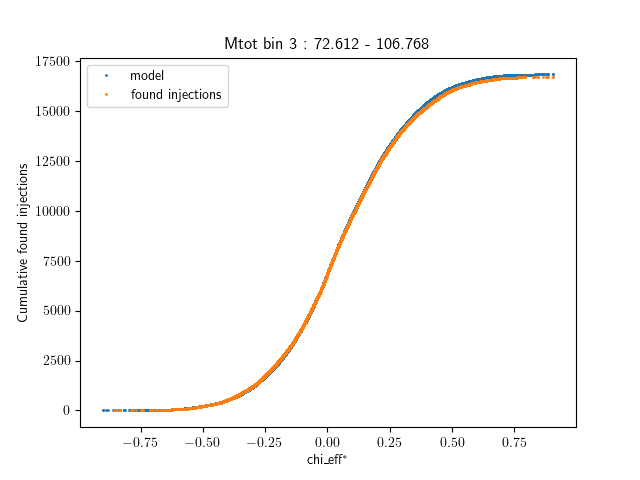 Mtot bin 3 : 72.612 - 106.768
17500
15000
12500
10000
7500
5000
2500
0
Cumulative found injections
model
found injections
−0.75 −0.50 −0.25 0.00 0.25 0.50 0.75
chi_eff*